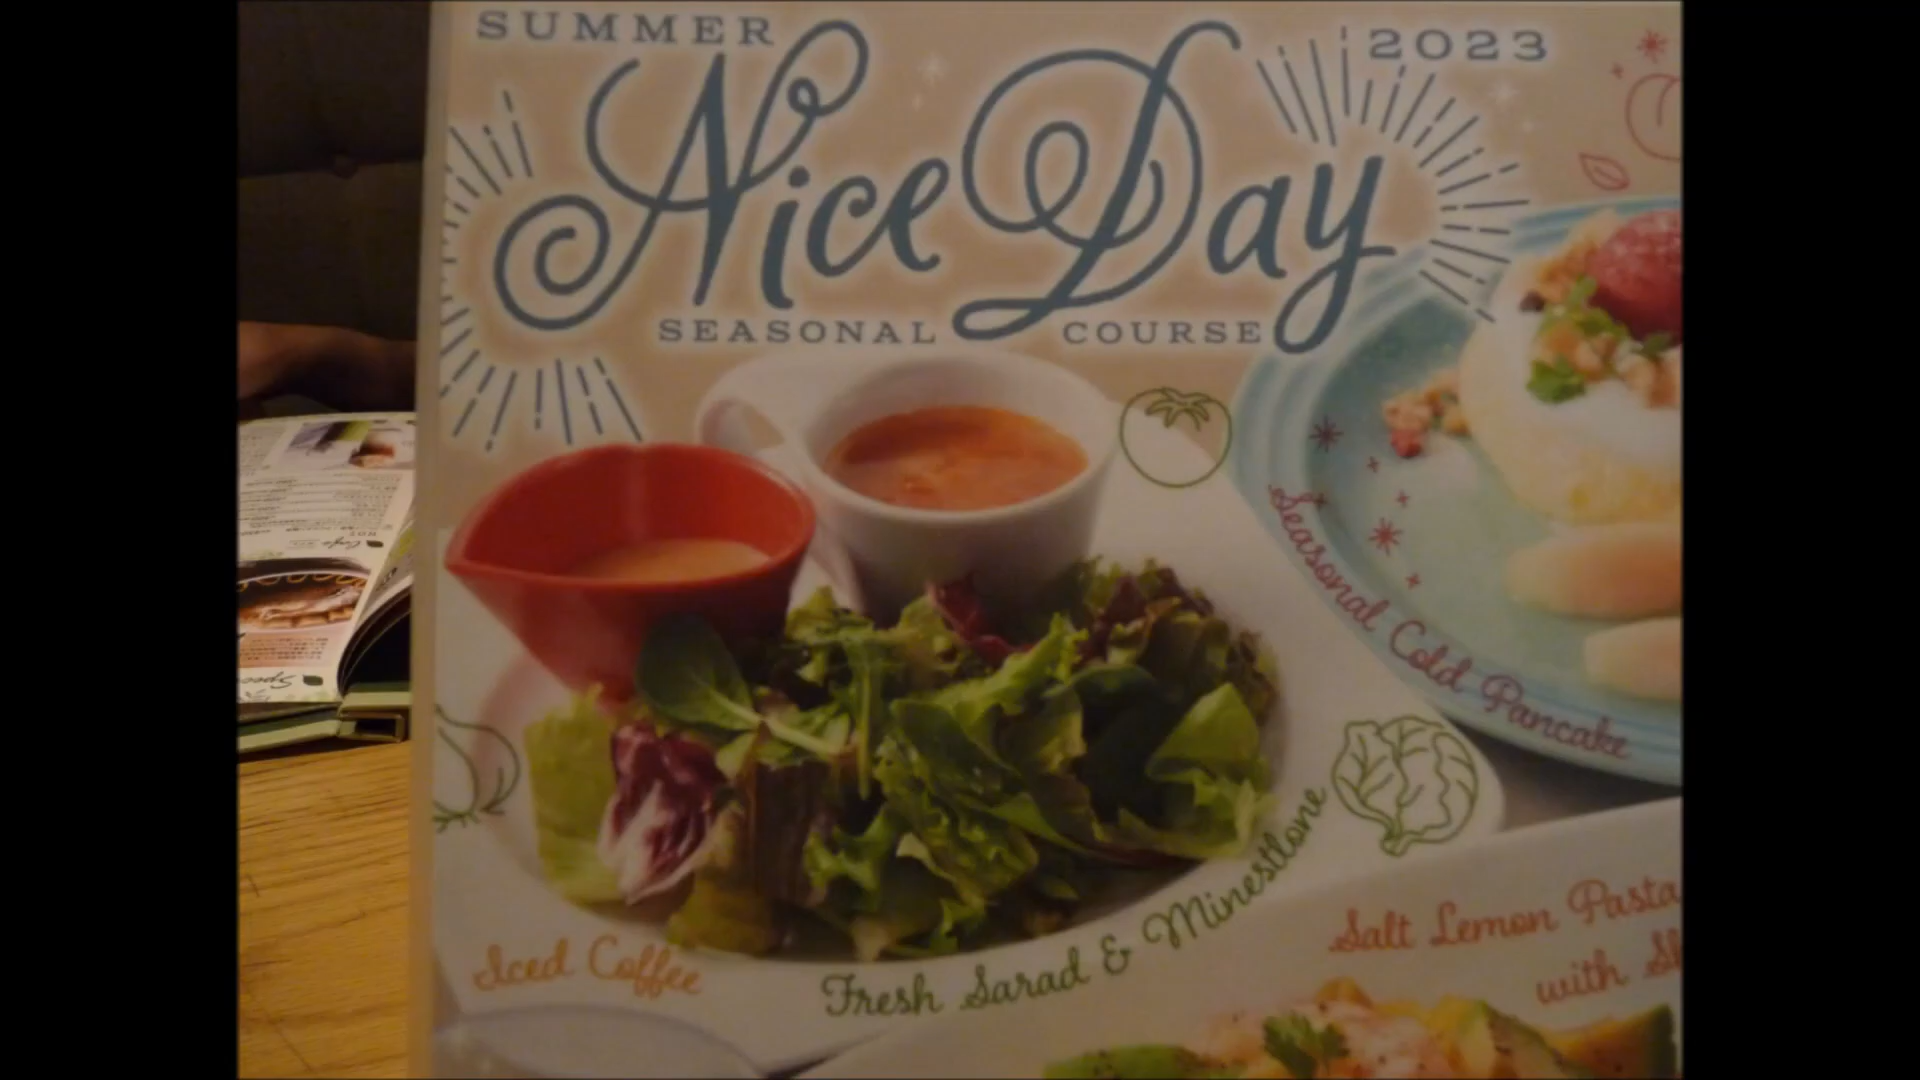 SUMMER
2023
Nice Day
SEASONAL COURSE
Seasonal Cold Pancake
Iced Coffee
Fresh Sarad & Minestlone
Salt Lemon Pasta
with